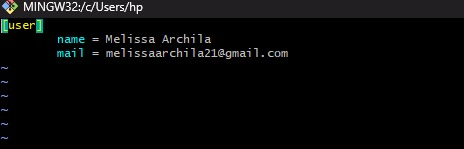 MINGW32:/c/Users/hp
[user]
name = Melissa Archila
mail = melissaarchila21@gmail.com
~
~
~
~
~